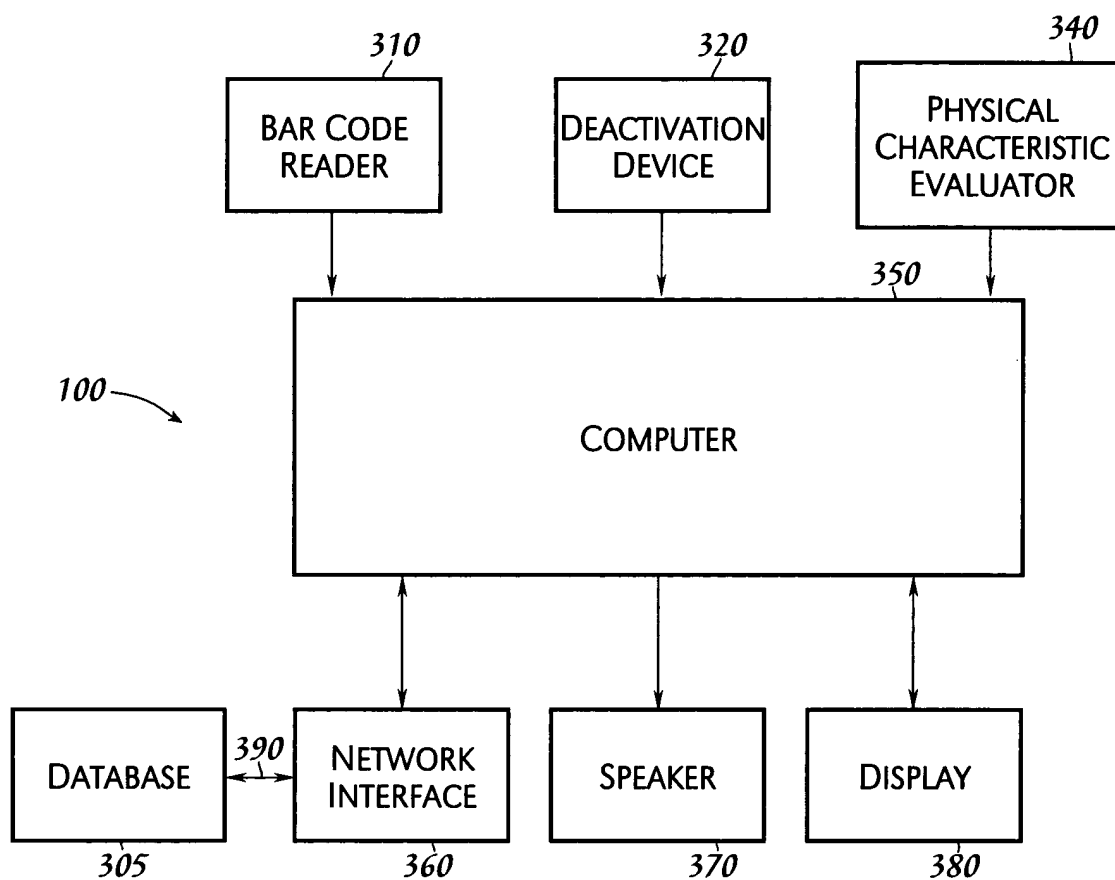 310
320
340
BAR CODE
READER
DEACTIVATION
DEVICE
PHYSICAL
CHARACTERISTIC
EVALUATOR
350
100
COMPUTER
390
DATABASE
NETWORK
INTERFACE
SPEAKER
DISPLAY
305
360
370
380